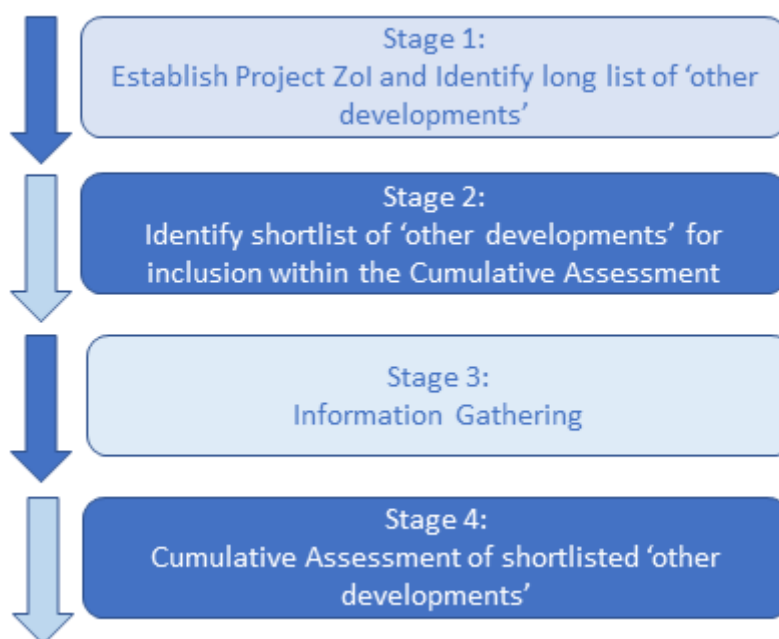 Stage 1:
Establish Project ZoI and Identify long list of ‘other
developments’
Stage 2:
Identify shortlist of ‘other developments’ for
inclusion within the Cumulative Assessment
Stage 3:
Information Gathering
Stage 4:
Cumulative Assessment of shortlisted ‘other
developments’